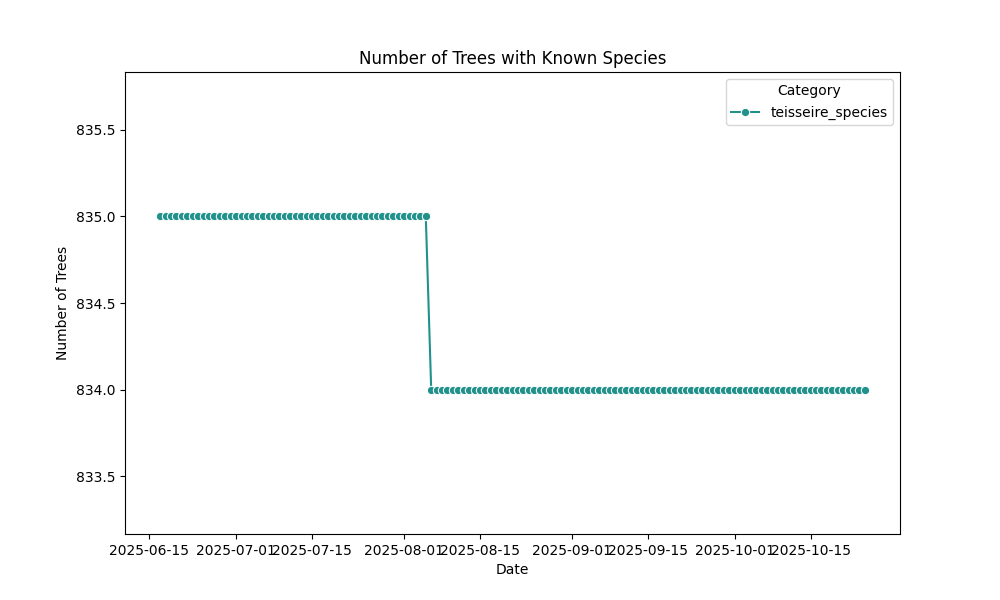 Number of Trees with Known Species
Category
teisseire_species
835.5
835.0
834.5
834.0
833.5
Number of Trees
2025-06-15
2025-07-01
2025-07-15
2025-08-01
2025-08-15
2025-09-01
2025-09-15
2025-10-01
2025-10-15
Date